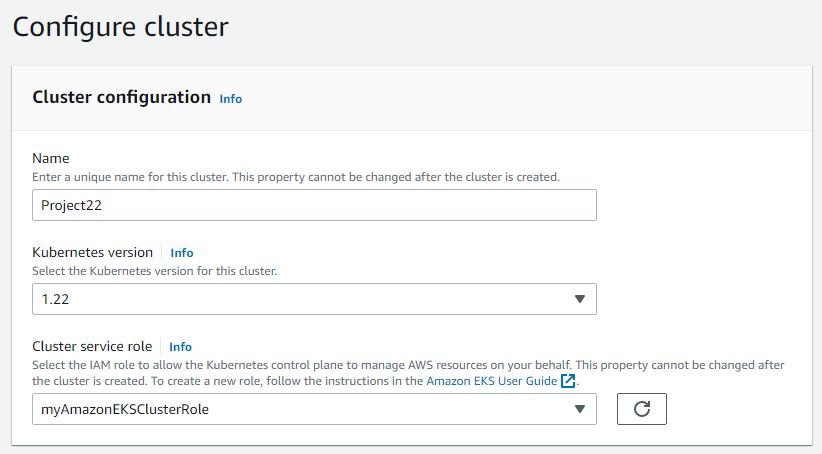 Configure cluster
Cluster configuration Info
Name
Enter a unique name for this cluster. This property cannot be changed after the cluster is created.
Project22
Kubernetes version Info
Select the Kubernetes version for this cluster.
1.22
Cluster service role Info
Select the IAM role to allow the Kubernetes control plane to manage AWS resources on your behalf. This property cannot be changed after
the cluster is created. To create a new role, follow the instructions in the Amazon EKS User Guide.
myAmazonEKSClusterRole